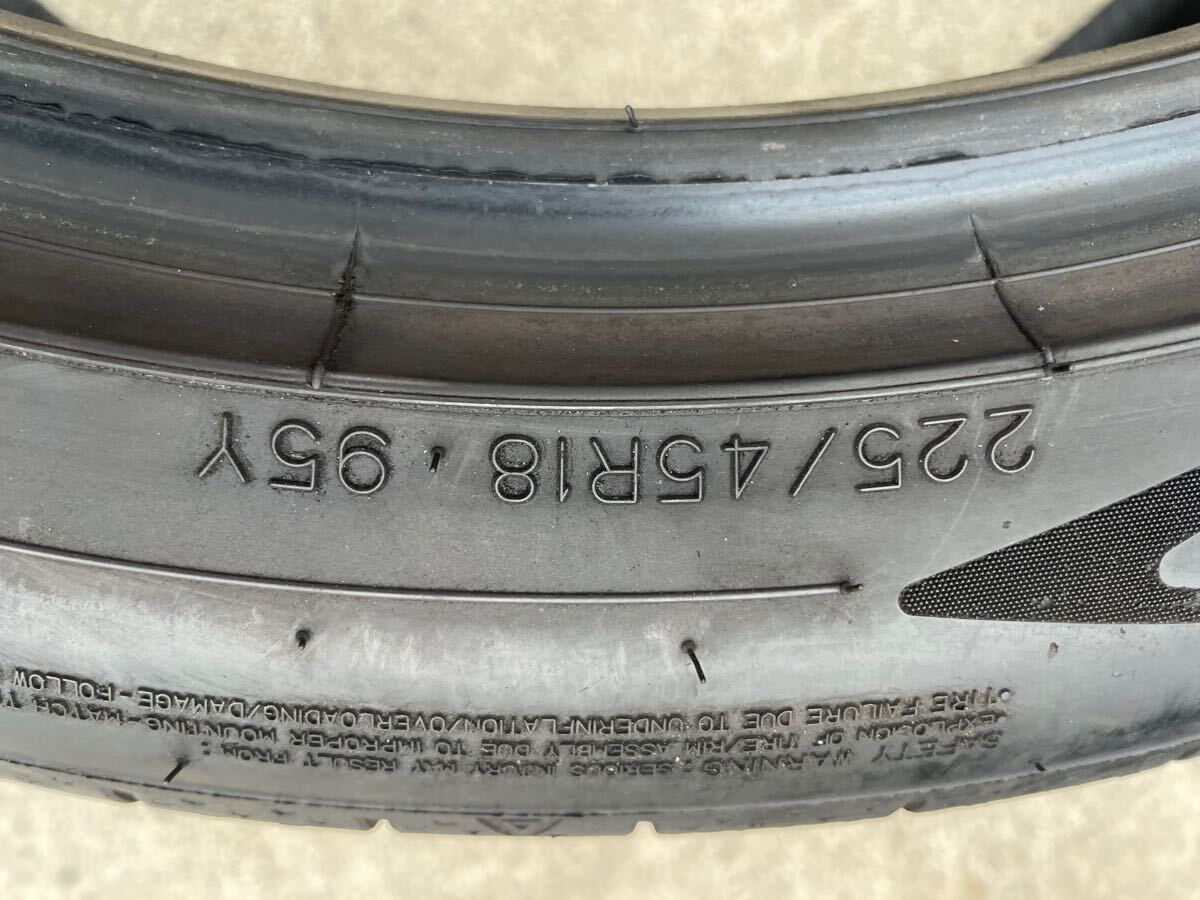 SAFETY WARNING : SERIOUS INJURY MAY RESULT FROM :
•EXPLOSION OF TIRE/RIM ASSEMBLY DUE TO IMPROPER MOUNTING-MATCH
•TIRE FAILURE DUE TO UNDERINFLATION/OVERLOADING/DAMAGE-FOLLOW
225/45R18 . 95Y